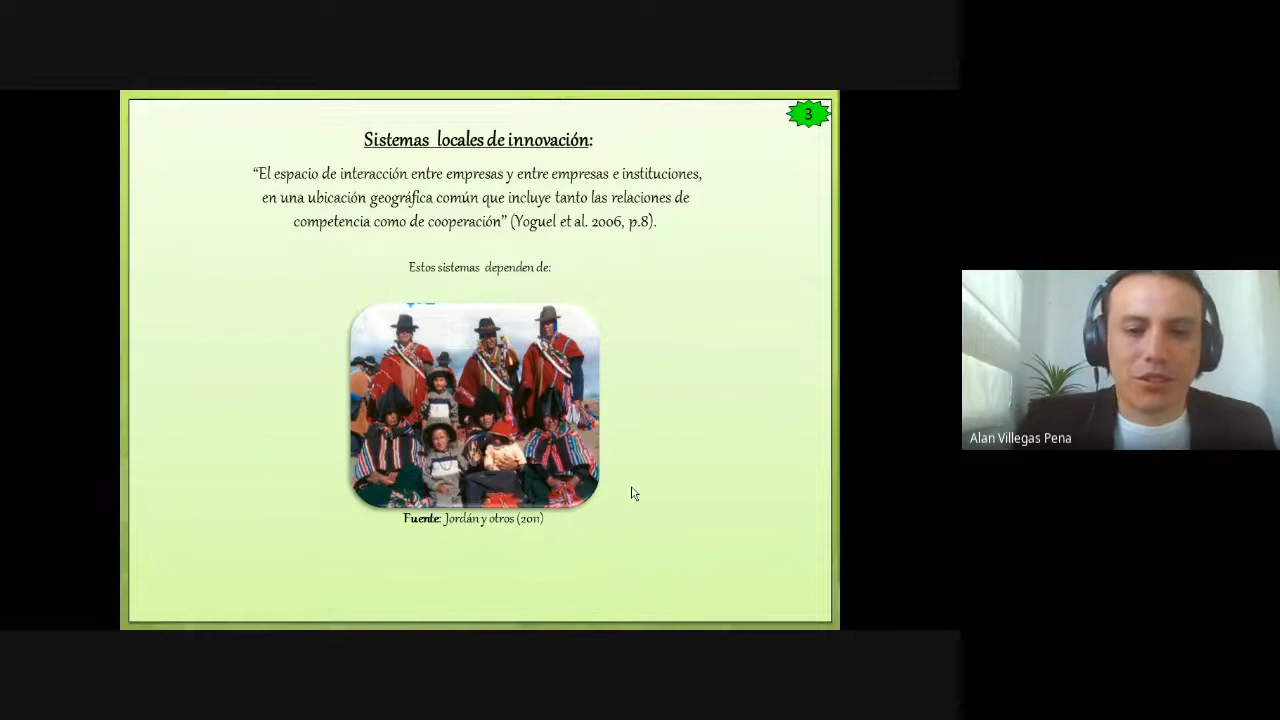 3
Sistemas locales de innovación:
“El espacio de interacción entre empresas y entre empresas e instituciones,
en una ubicación geográfica común que incluye tanto las relaciones de
competencia como de cooperación” (Yoguel et al. 2006, p.8).
Estos sistemas dependen de:
Fuente: Jordán y otros (2011)
Alan Villegas Pena